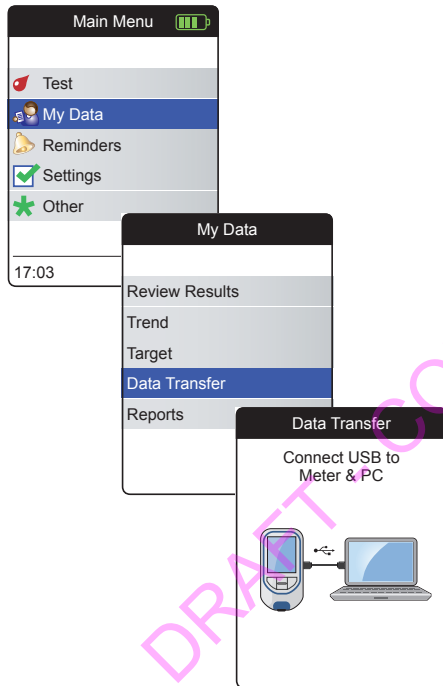 Main Menu
Test
My Data
Reminders
Settings
Other
17:03
My Data
Review Results
Trend
Target
Data Transfer
Reports
Data Transfer
Connect USB to
Meter & PC
DRAFT - CO